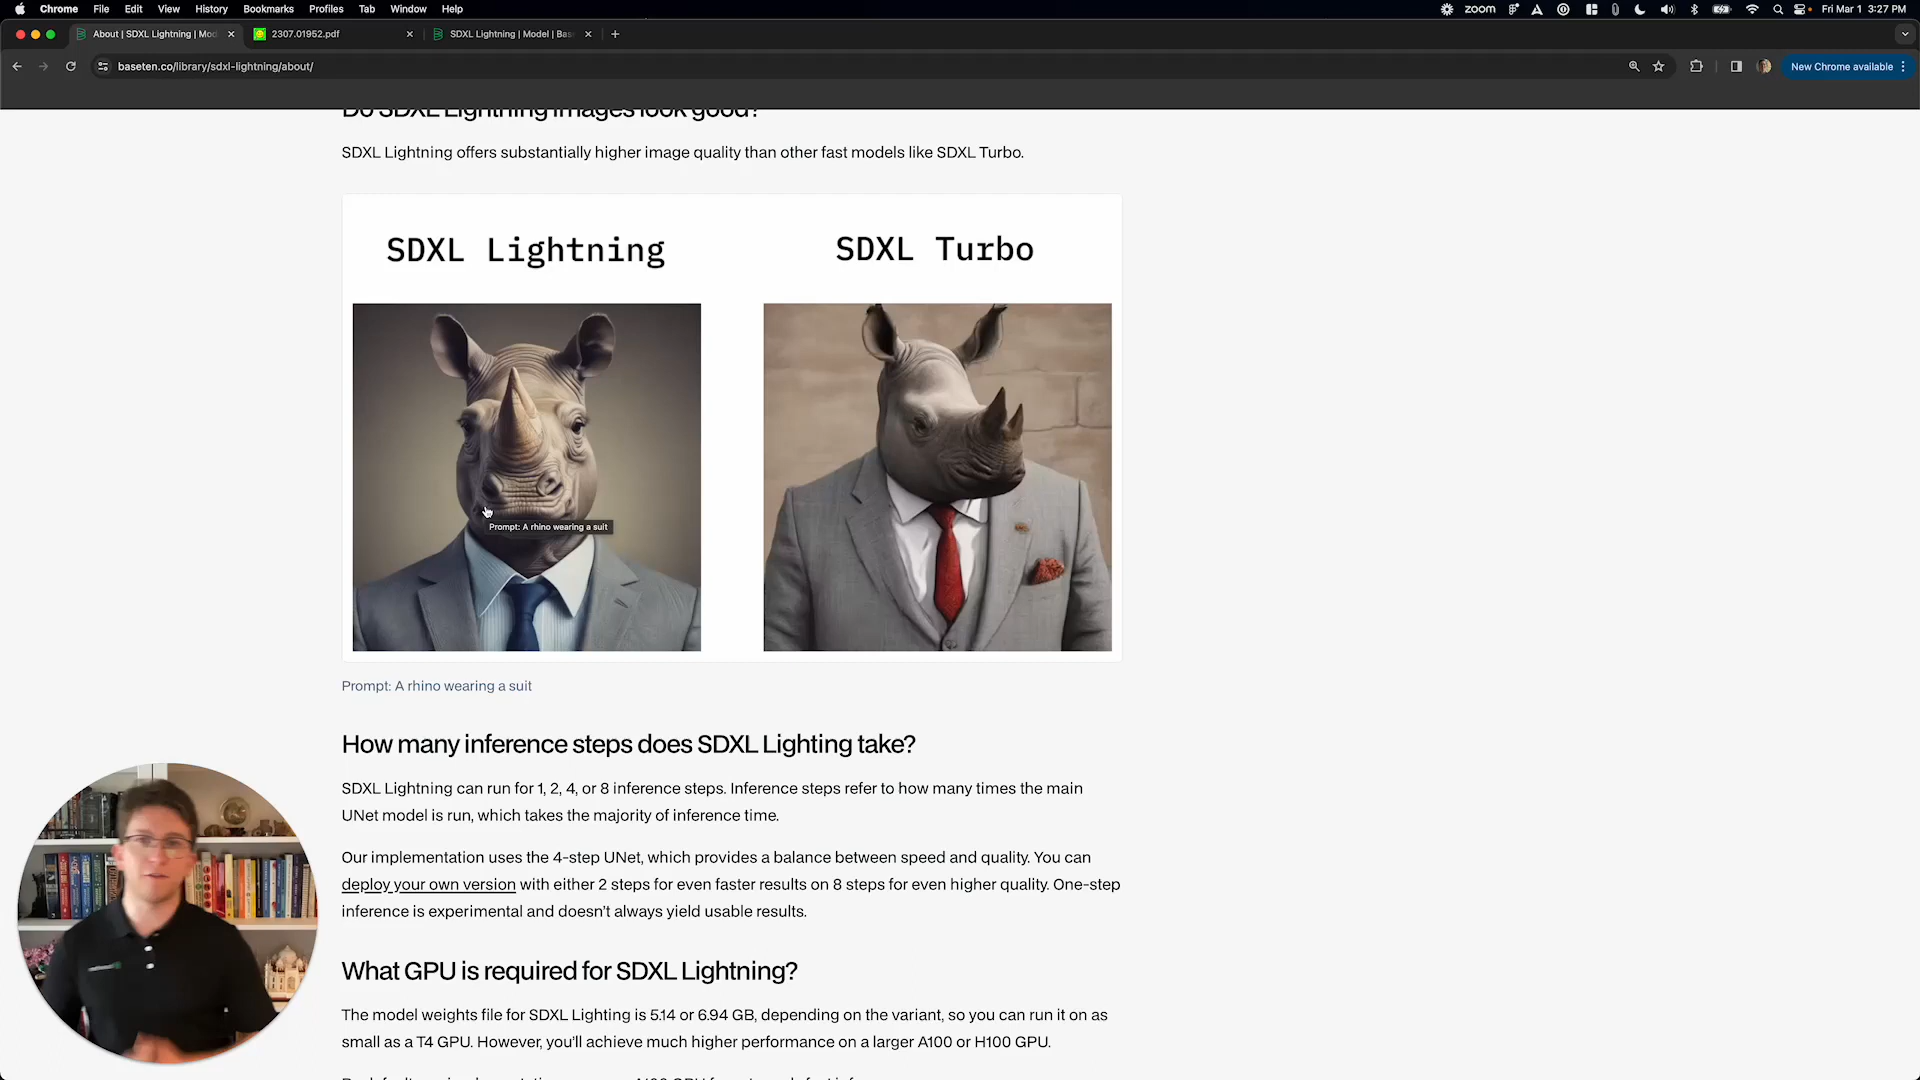 Chrome File Edit View History Bookmarks Profiles Tab Window Help
zoom
Fri Mar 1 3:27 PM
About | SDXL Lightning | Mod
2307.01952.pdf
SDXL Lightning | Model | Bas
baseten.co/library/sdxl-lightning/about/
New Chrome available
Do SDXL Lightning images look good?
SDXL Lightning offers substantially higher image quality than other fast models like SDXL Turbo.
SDXL Lightning
SDXL Turbo
Prompt: A rhino wearing a suit
Prompt: A rhino wearing a suit
How many inference steps does SDXL Lighting take?
SDXL Lightning can run for 1, 2, 4, or 8 inference steps. Inference steps refer to how many times the main
UNet model is run, which takes the majority of inference time.
Our implementation uses the 4-step UNet, which provides a balance between speed and quality. You can
deploy your own version with either 2 steps for even faster results on 8 steps for even higher quality. One-step
inference is experimental and doesn't always yield usable results.
What GPU is required for SDXL Lightning?
The model weights file for SDXL Lighting is 5.14 or 6.94 GB, depending on the variant, so you can run it on as
small as a T4 GPU. However, you'll achieve much higher performance on a larger A100 or H100 GPU.